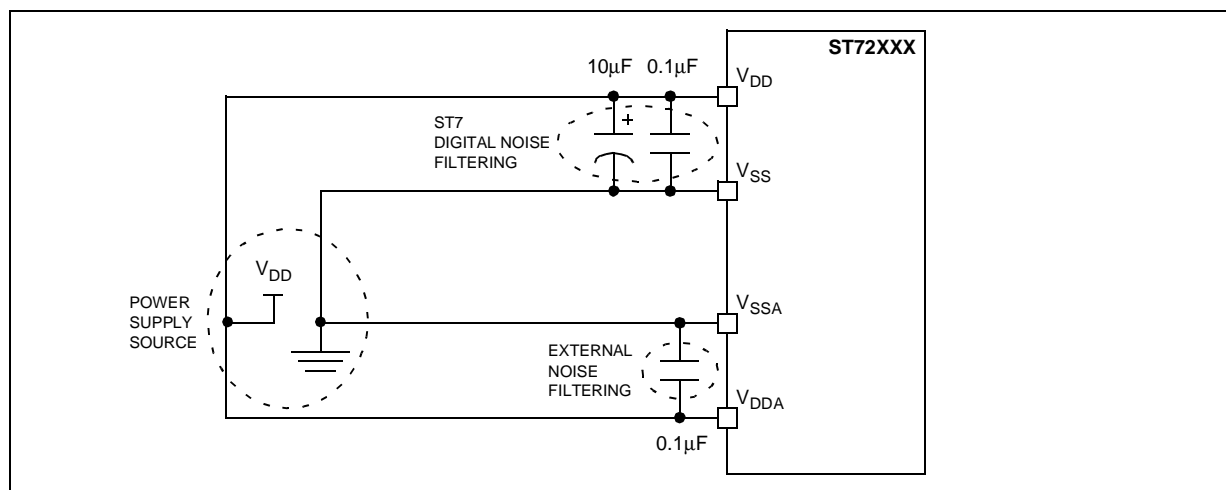 ST72XXX
10μF 0.1μF
VDD
ST7
DIGITAL NOISE
FILTERING
+
VSS
VDD
POWER
SUPPLY
SOURCE
VSSA
EXTERNAL
NOISE
FILTERING
VDDA
0.1μF